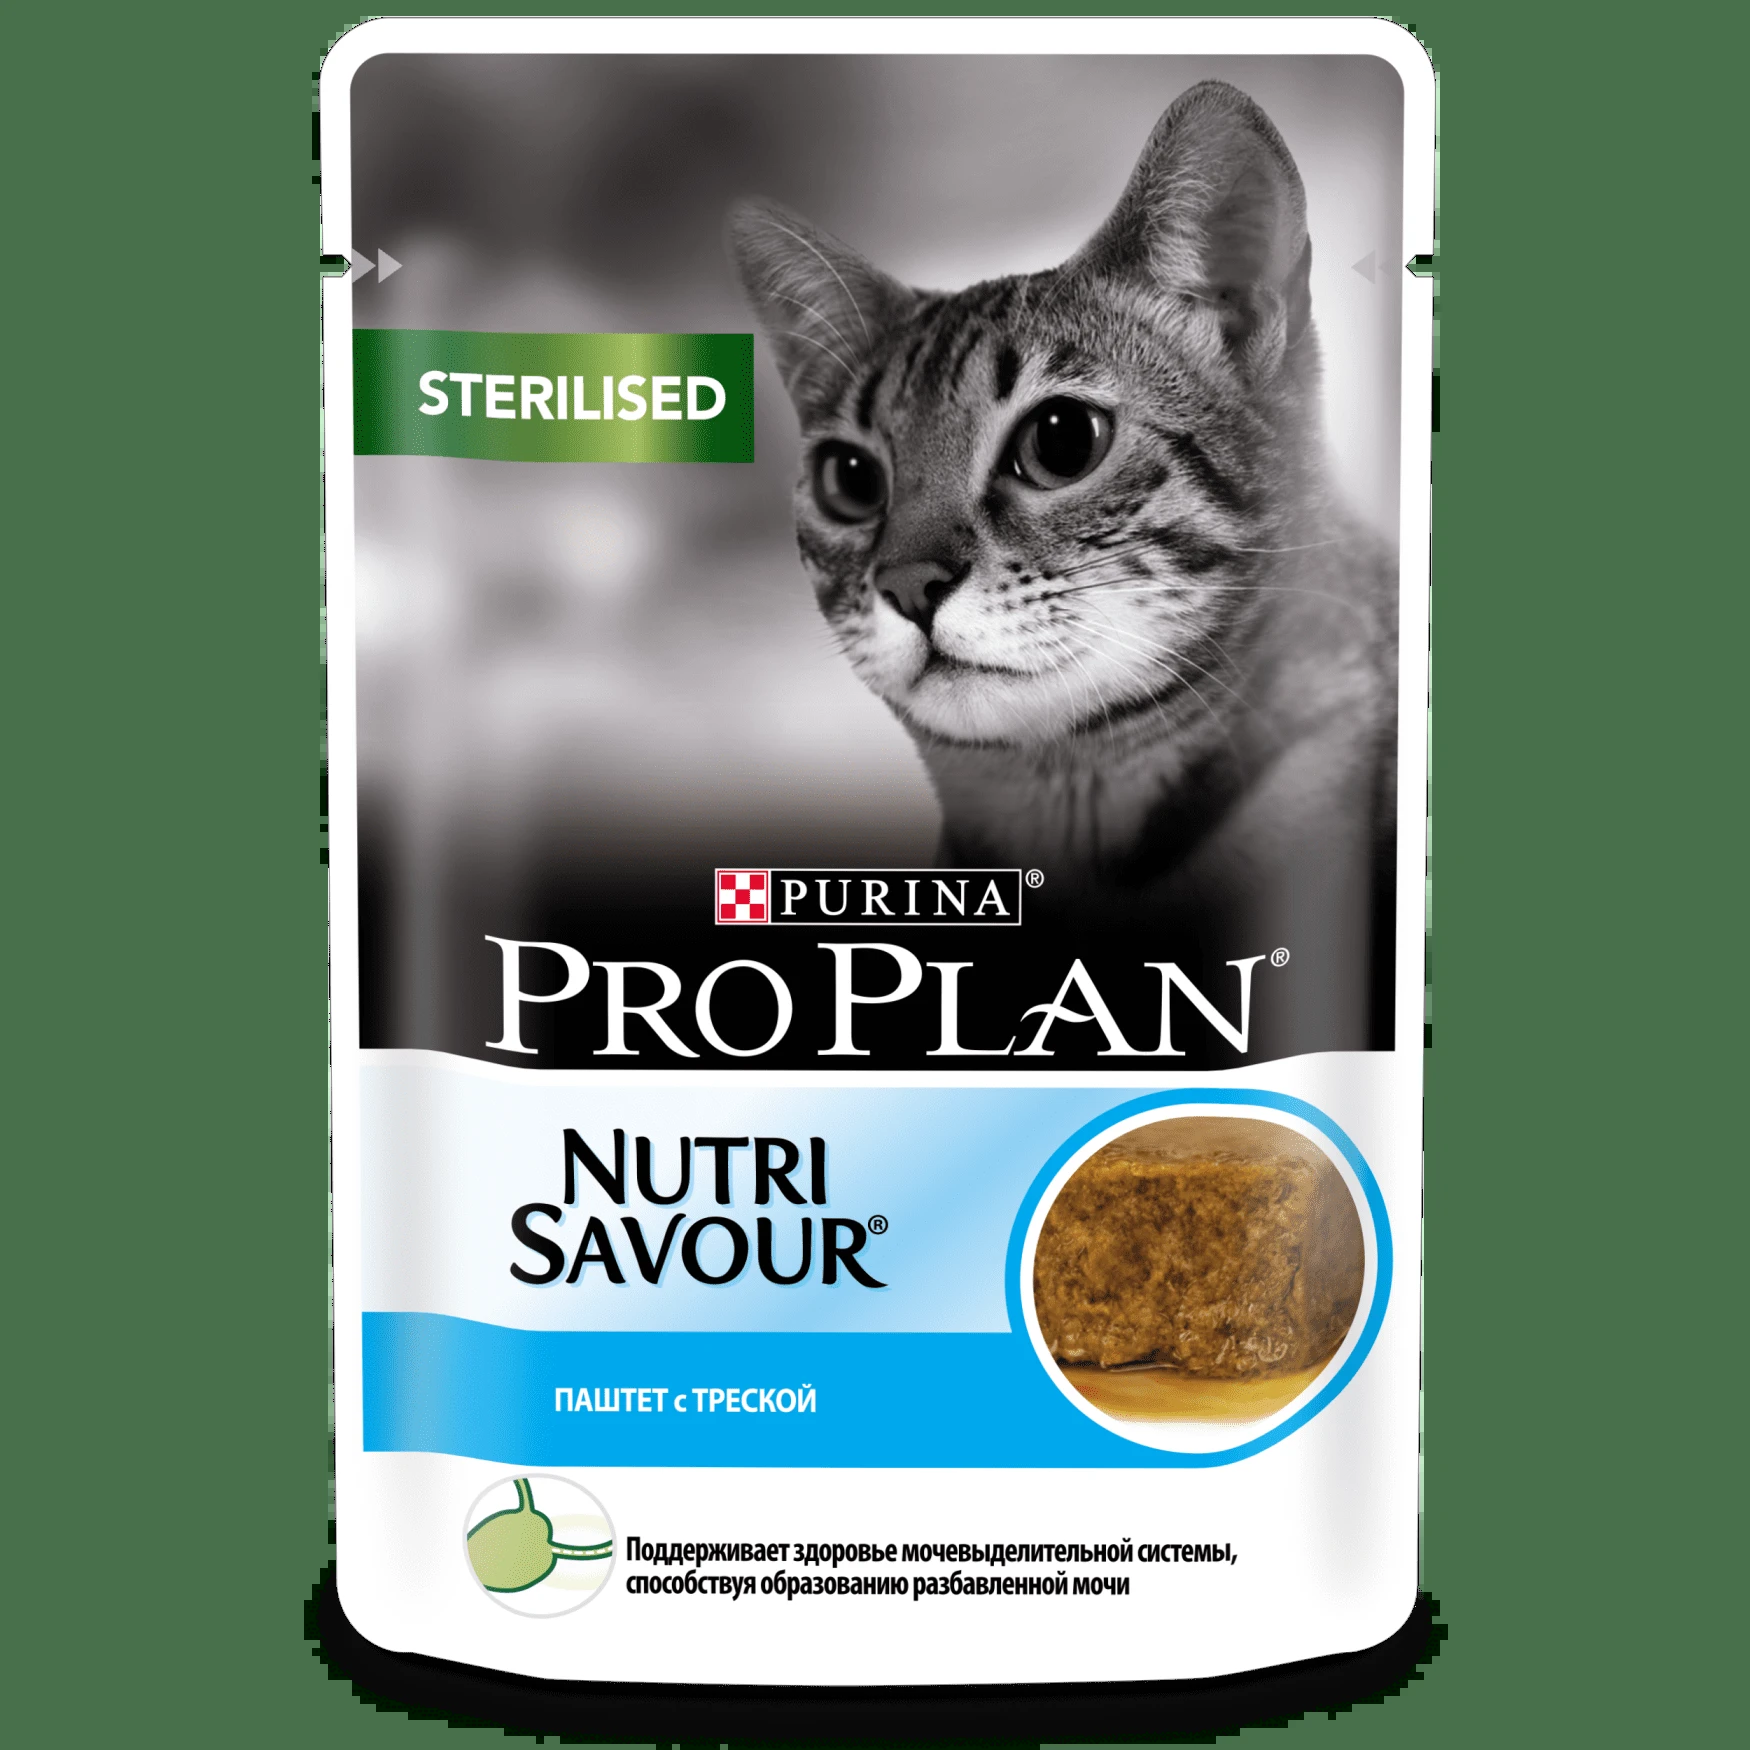 STERILISED
PURINA®
PRO PLAN®
NUTRI
SAVOUR®
ПАШТЕТ с ТРЕСКОЙ
Поддерживает здоровье мочевыделительной системы,
способствуя образованию разбавленной мочи